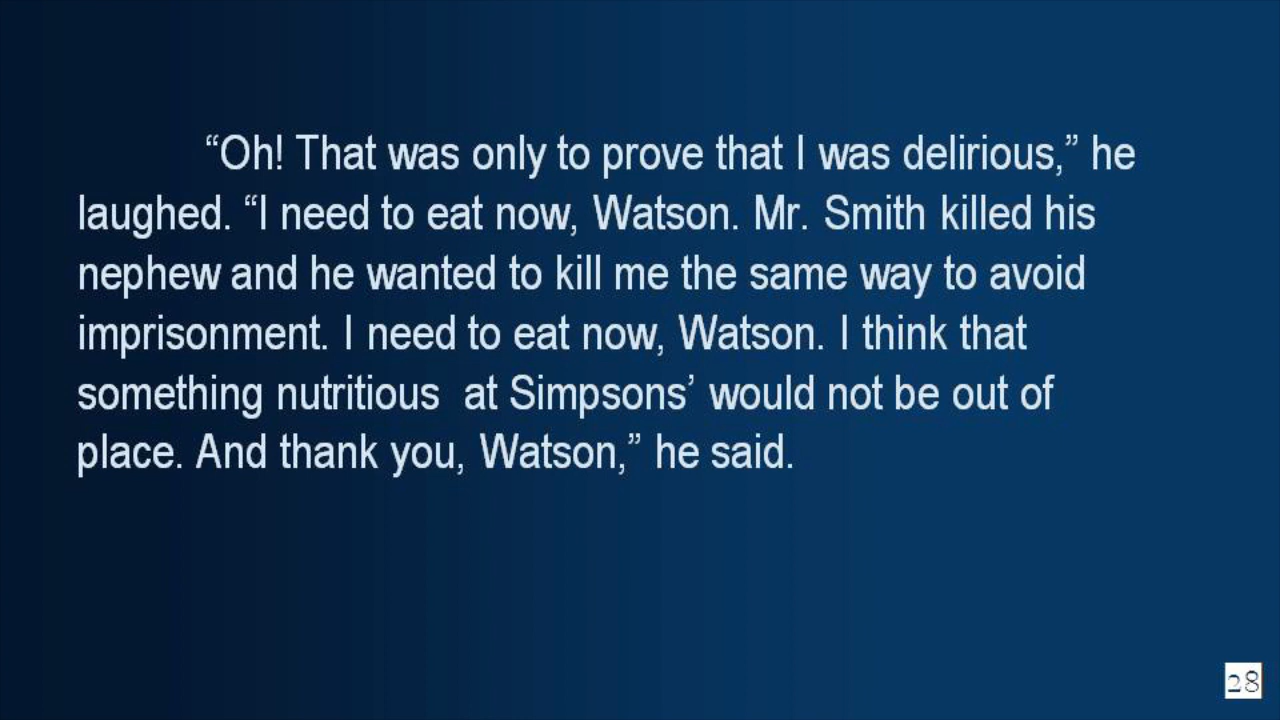 “Oh! That was only to prove that I was delirious,” he
laughed. “I need to eat now, Watson. Mr. Smith killed his
nephew and he wanted to kill me the same way to avoid
imprisonment. I need to eat now, Watson. I think that
something nutritious  at Simpsons’ would not be out of
place. And thank you, Watson,” he said.
28